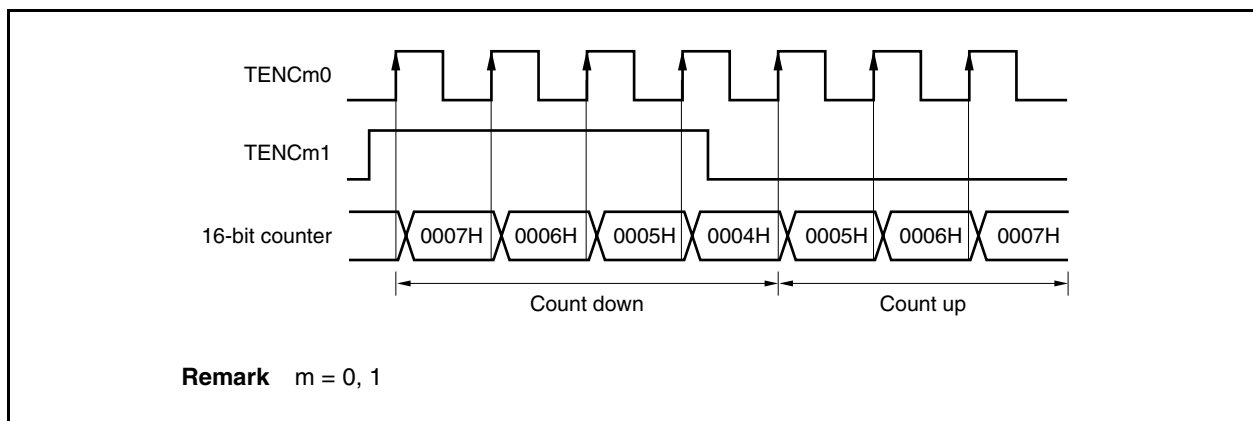 TENCm0
TENCm1
16-bit counter 0007H 0006H 0005H 0004H 0005H 0006H 0007H
Count down Count up
Remark m = 0, 1